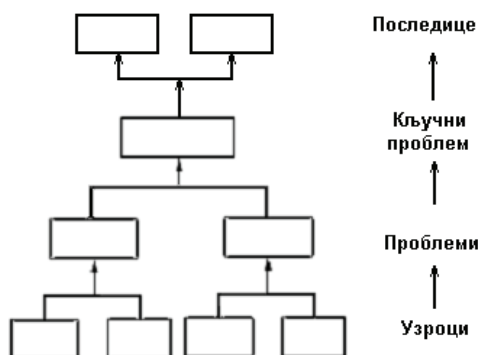 Последице
Кључни
проблем
Проблеми
Узроци